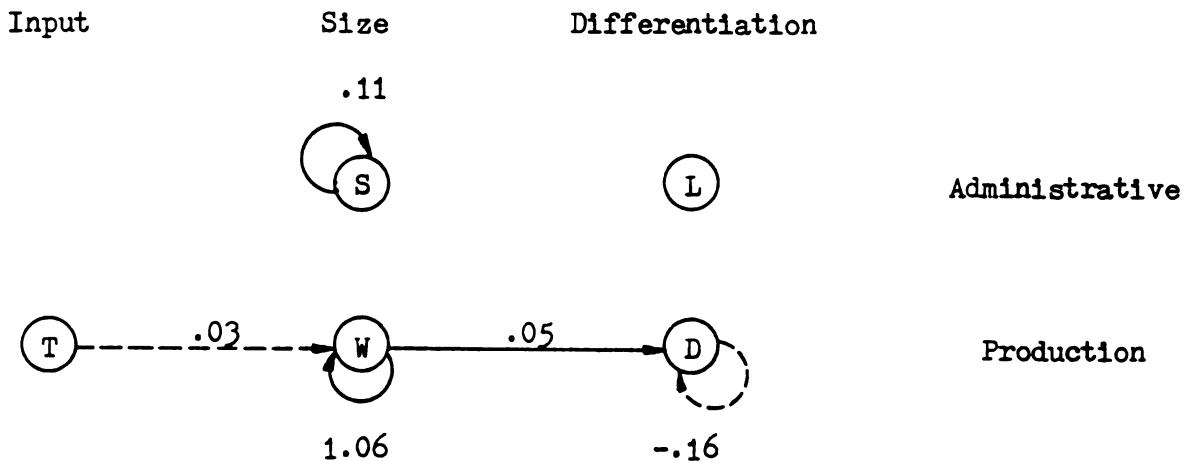 Input Size Differentiation
.11
S L Administrative
T .03 W .05 D Production
1.06 -.16